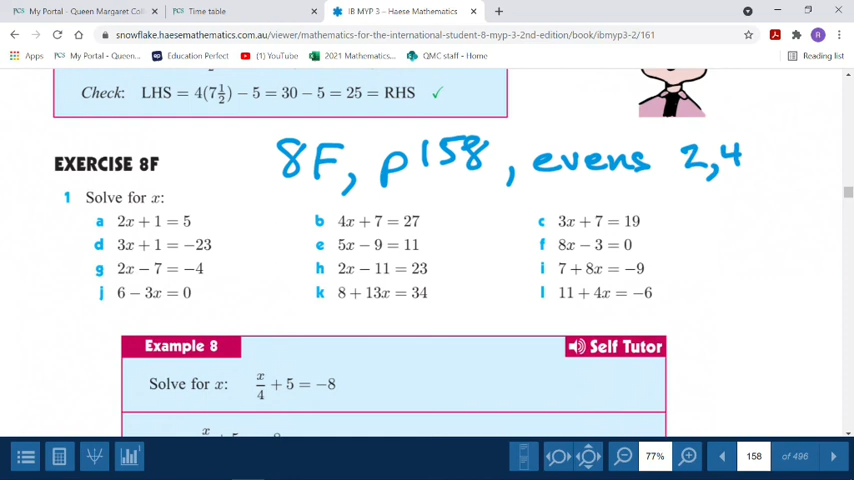 My Portal - Queen Margaret Col
Time table
IB MYP 3 – Haese Mathematics
snowflake.haesemathematics.com.au/viewer/mathematics-for-the-international-student-8-myp-3-2nd-edition/book/ibmyp3-2/161
Apps My Portal - Queen... Education Perfect (1) YouTube 2021 Mathematics... QMC staff - Home Reading list
Check: LHS = 4(7½) − 5 = 30 − 5 = 25 = RHS ✓
EXERCISE 8F
8F, p158, evens 2,4
1 Solve for x:
a 2x + 1 = 5 b 4x + 7 = 27 c 3x + 7 = 19
d 3x + 1 = −23 e 5x − 9 = 11 f 8x − 3 = 0
g 2x − 7 = −4 h 2x − 11 = 23 i 7 + 8x = −9
j 6 − 3x = 0 k 8 + 13x = 34 l 11 + 4x = −6
Example 8 Self Tutor
Solve for x: x/4 + 5 = −8
77% 158 of 496